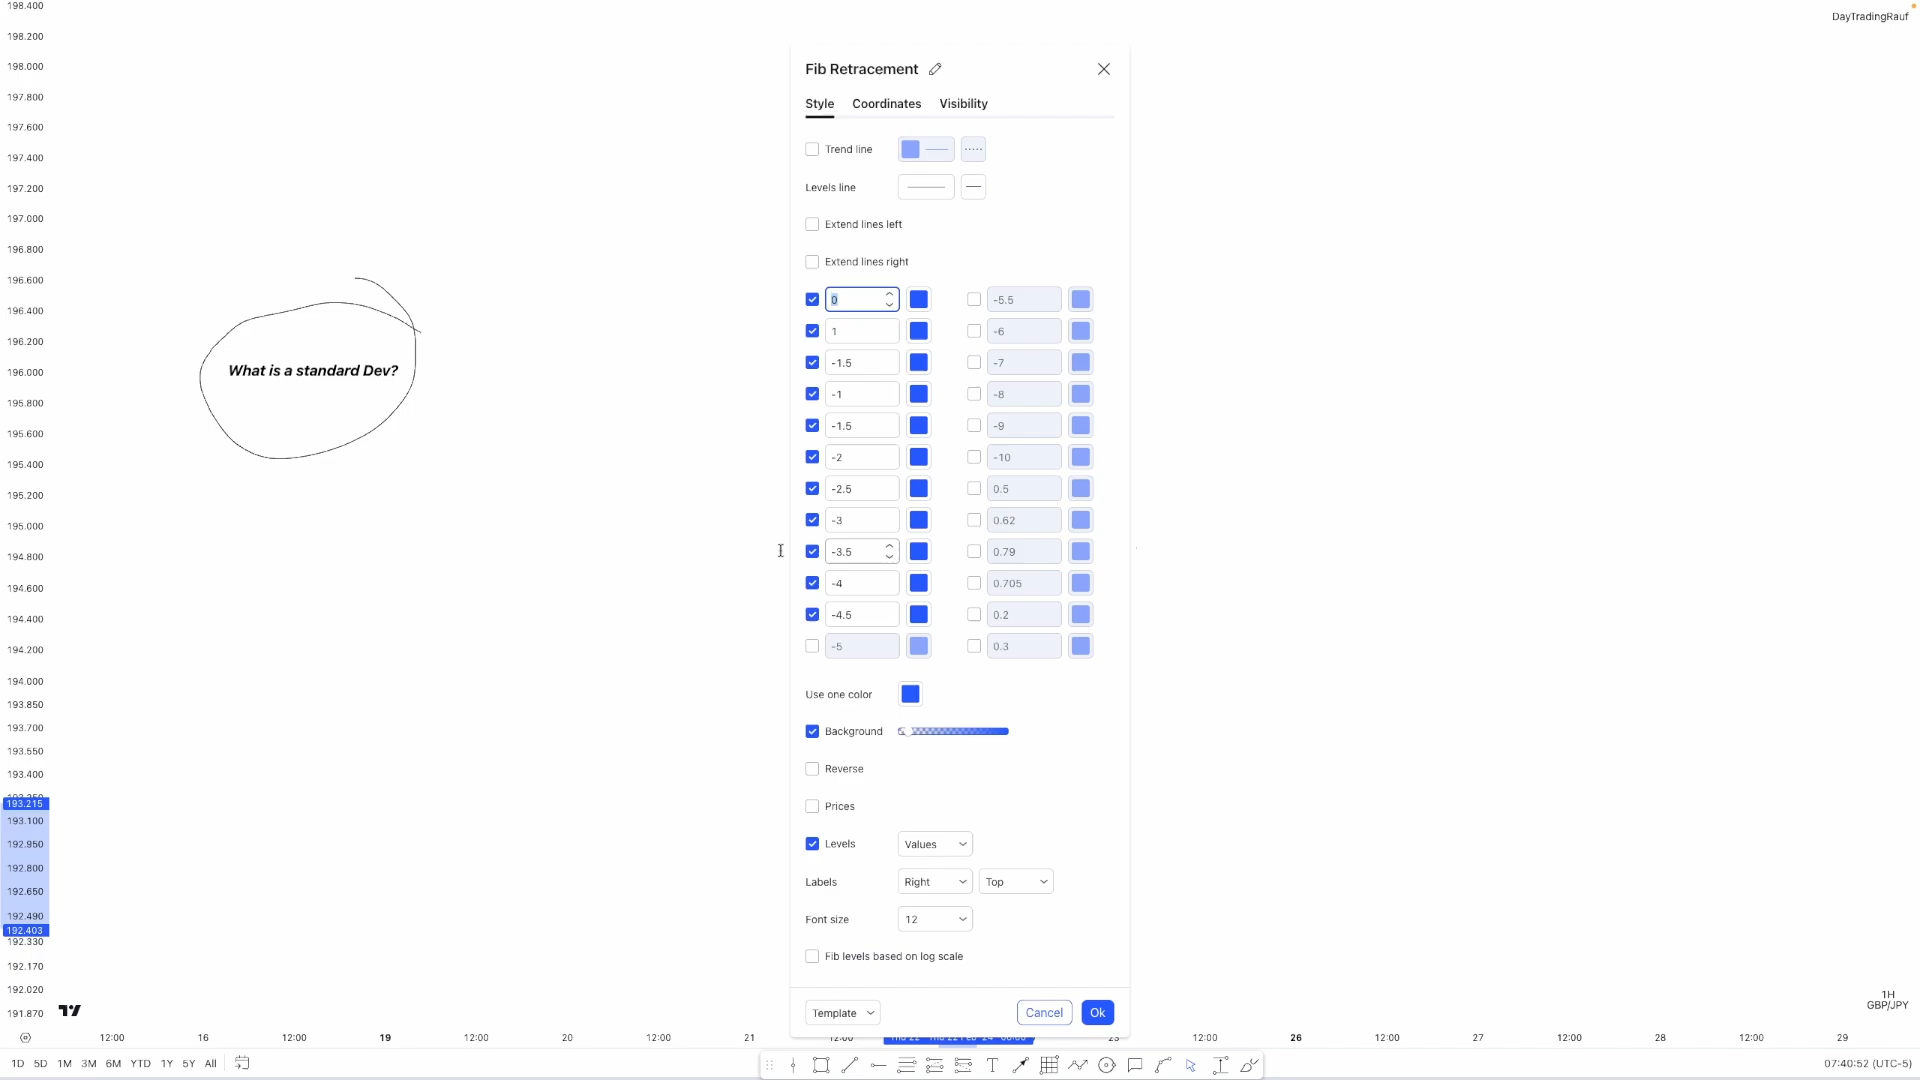 198.400
DayTradingRauf
198.200
198.000
197.800
197.600
197.400
197.200
197.000
196.800
196.600
196.400
196.200
196.000
195.800
195.600
195.400
195.200
195.000
194.800
194.600
194.400
194.200
194.000
193.850
193.700
193.550
193.400
193.215
193.100
192.950
192.800
192.650
192.490
192.403
192.330
192.170
192.020
191.870
What is a standard Dev?
Fib Retracement
Style Coordinates Visibility
Trend line
Levels line
Extend lines left
Extend lines right
0 -5.5
1 -6
-1.5 -7
-1 -8
-1.5 -9
-2 -10
-2.5 0.5
-3 0.62
-3.5 0.79
-4 0.705
-4.5 0.2
-5 0.3
Use one color
Background
Reverse
Prices
Levels Values
Labels Right Top
Font size 12
Fib levels based on log scale
Template Cancel Ok
1H
GBP/JPY
12:00 16 12:00 19 12:00 20 12:00 21 12:00 23 12:00 26 12:00 27 12:00 28 12:00 29
1D 5D 1M 3M 6M YTD 1Y 5Y All
T
07:40:52 (UTC-5)